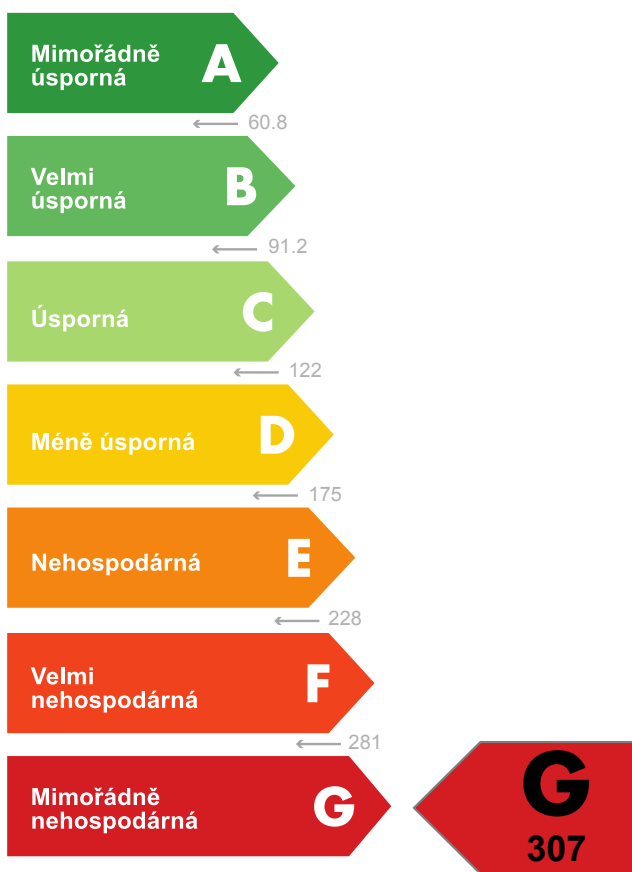 Mimořádně
úsporná
A
60.8
Velmi
úsporná
B
91.2
Úsporná
C
122
Méně úsporná
D
175
Nehospodárná
E
228
Velmi
nehospodárná
F
281
Mimořádně
nehospodárná
G
G
307